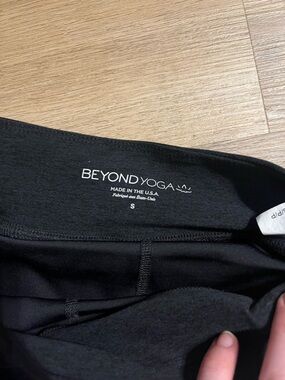 BEYOND YOGA
MADE IN THE U.S.A.
Fabriqué aux États-Unis
S